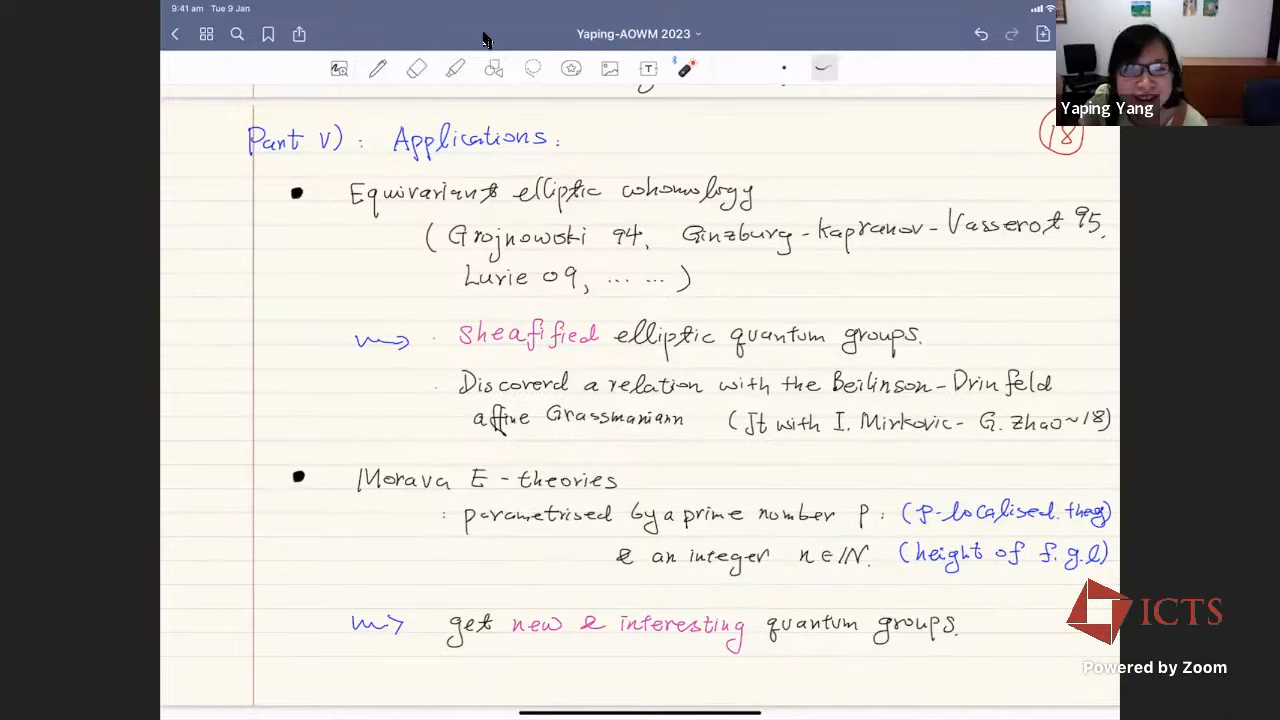 9:41 am Tue 9 Jan
Yaping-AOWM 2023
Yaping Yang
Part V) : Applications.
18
• Equivariant elliptic cohomology
( Grojnowski 94, Ginzburg-Kapranov-Vasserot 95,
Lurie 09, ... ... )
⇝ · Sheafified elliptic quantum groups.
· Discoverd a relation with the Beilinson-Drinfeld
affine Grassmaniann (Jt with I. Mirkovic - G. Zhao ~18)
• Morava E-theories
: parametrised by a prime number p : (p-localised. theory)
& an integer n ∈ ℕ. (height of f.g.l)
⇝ get new & interesting quantum groups.
ICTS
Powered by Zoom